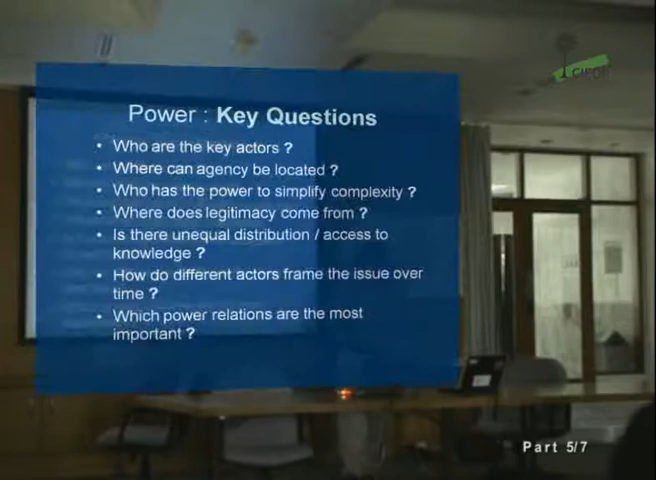 CIFOR
Power : Key Questions
• Who are the key actors ?
• Where can agency be located ?
• Who has the power to simplify complexity ?
• Where does legitimacy come from ?
• Is there unequal distribution / access to
knowledge ?
• How do different actors frame the issue over
time ?
• Which power relations are the most
important ?
Part 5/7